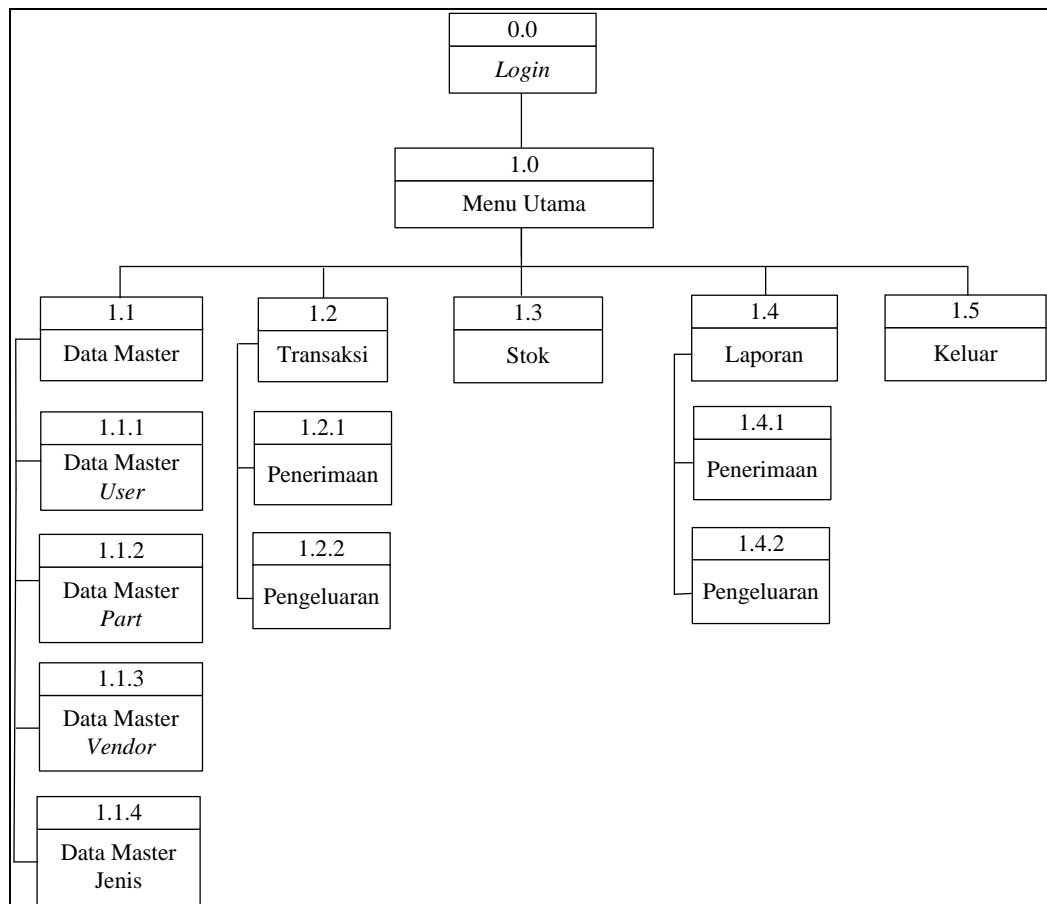 0.0
Login
1.0
Menu Utama
1.1
Data Master
1.2
Transaksi
1.3
Stok
1.4
Laporan
1.5
Keluar
1.1.1
Data Master
User
1.1.2
Data Master
Part
1.1.3
Data Master
Vendor
1.1.4
Data Master
Jenis
1.2.1
Penerimaan
1.2.2
Pengeluaran
1.4.1
Penerimaan
1.4.2
Pengeluaran